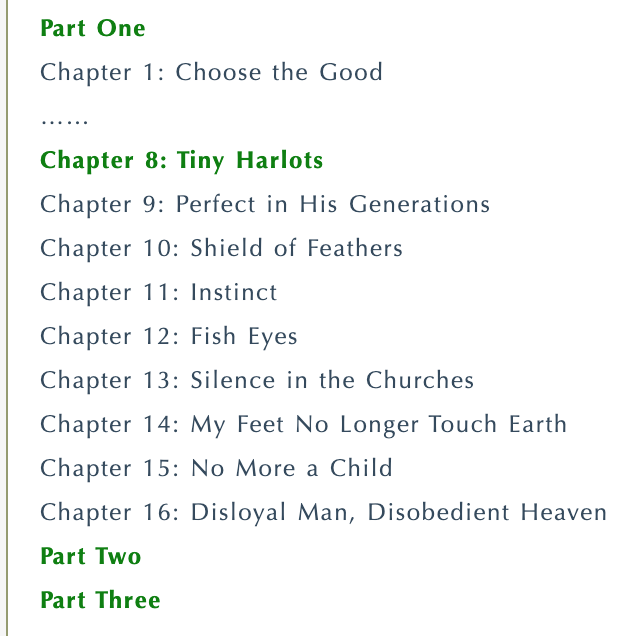 Part One
Chapter 1: Choose the Good
……
Chapter 8: Tiny Harlots
Chapter 9: Perfect in His Generations
Chapter 10: Shield of Feathers
Chapter 11: Instinct
Chapter 12: Fish Eyes
Chapter 13: Silence in the Churches
Chapter 14: My Feet No Longer Touch Earth
Chapter 15: No More a Child
Chapter 16: Disloyal Man, Disobedient Heaven
Part Two
Part Three